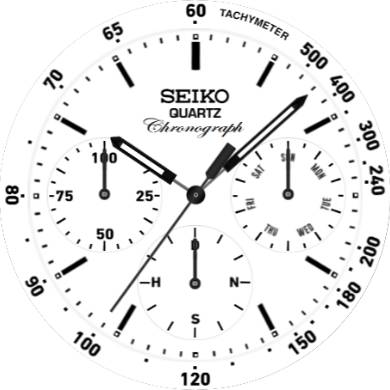 60
TACHYMETER
65
500
400
70
300
SEIKO
QUARTZ
Chronograph
100
SUN
SAT
MON
240
80
-75
25-
FRI
TUE
50
THU
WED
200
90
-H
N-
180
S
100
150
120